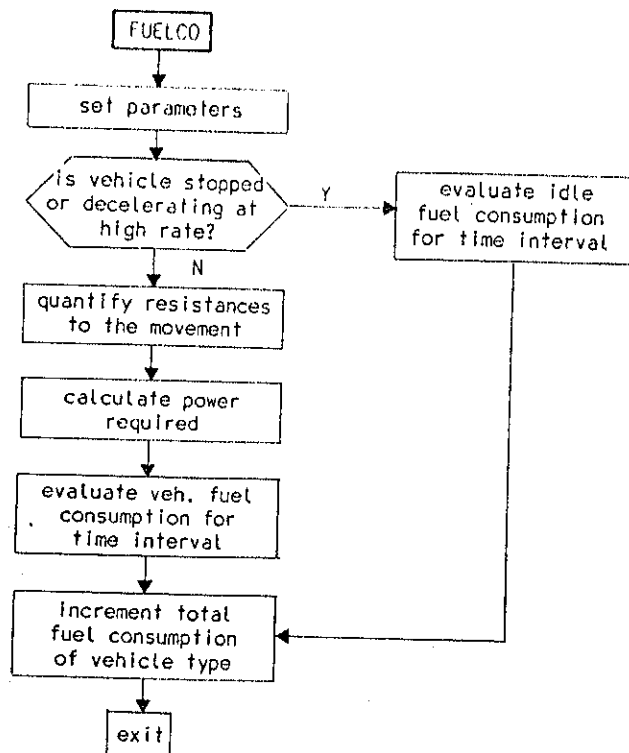 FUELCO
set parameters
is vehicle stopped
or decelerating at
high rate?
Y
evaluate idle
fuel consumption
for time interval
N
quantify resistances
to the movement
calculate power
required
evaluate veh. fuel
consumption for
time interval
increment total
fuel consumption
of vehicle type
exit